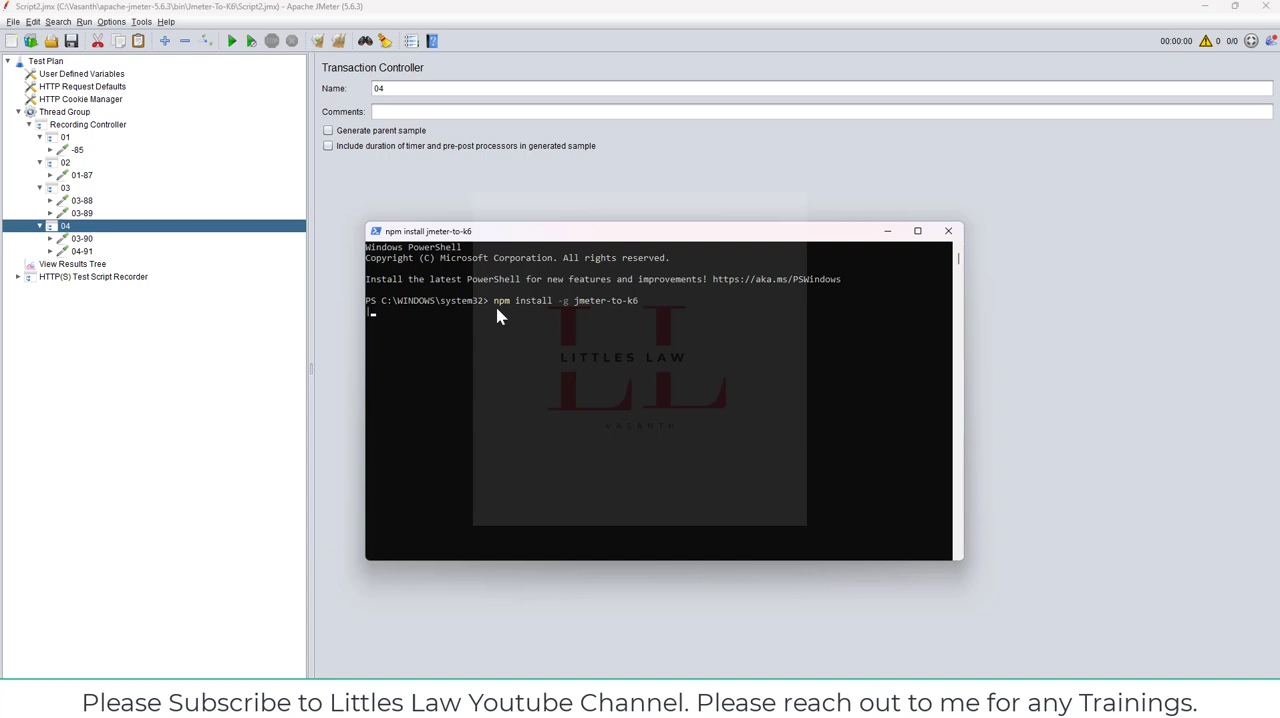 Script2.jmx (C:\Vasanth\apache-jmeter-5.6.3\bin\Jmeter-To-K6\Script2.jmx) - Apache JMeter (5.6.3)
File Edit Search Run Options Tools Help
00:00:00 0 0/0
Test Plan
User Defined Variables
HTTP Request Defaults
HTTP Cookie Manager
Thread Group
Recording Controller
01
-85
02
01-87
03
03-88
03-89
04
03-90
04-91
View Results Tree
HTTP(S) Test Script Recorder
Transaction Controller
Name: 04
Comments:
Generate parent sample
Include duration of timer and pre-post processors in generated sample
npm install jmeter-to-k6
Windows PowerShell
Copyright (C) Microsoft Corporation. All rights reserved.
Install the latest PowerShell for new features and improvements! https://aka.ms/PSWindows
PS C:\WINDOWS\system32> npm install -g jmeter-to-k6
LITTLES LAW
LL
VASANTH
Please Subscribe to Littles Law Youtube Channel. Please reach out to me for any Trainings.